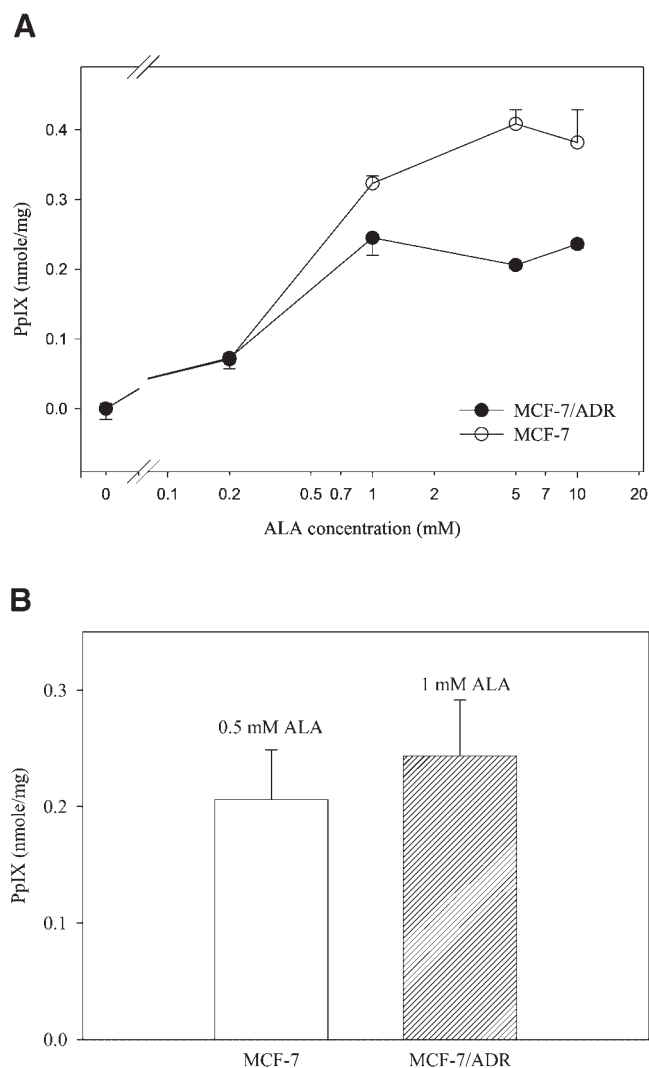 A
0.4
0.3
0.2
0.1
0.0
PpIX (nmole/mg)
MCF-7/ADR
MCF-7
0 0.1 0.2 0.5 0.7 1 2 5 7 10 20
ALA concentration (mM)
B
0.3
0.2
0.1
0.0
PpIX (nmole/mg)
0.5 mM ALA
1 mM ALA
MCF-7 MCF-7/ADR